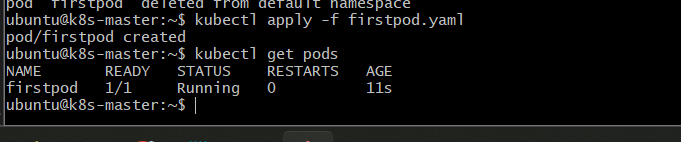 pod "firstpod" deleted from default namespace
ubuntu@k8s-master:~$ kubectl apply -f firstpod.yaml
pod/firstpod created
ubuntu@k8s-master:~$ kubectl get pods
NAME       READY   STATUS    RESTARTS   AGE
firstpod   1/1     Running   0          11s
ubuntu@k8s-master:~$